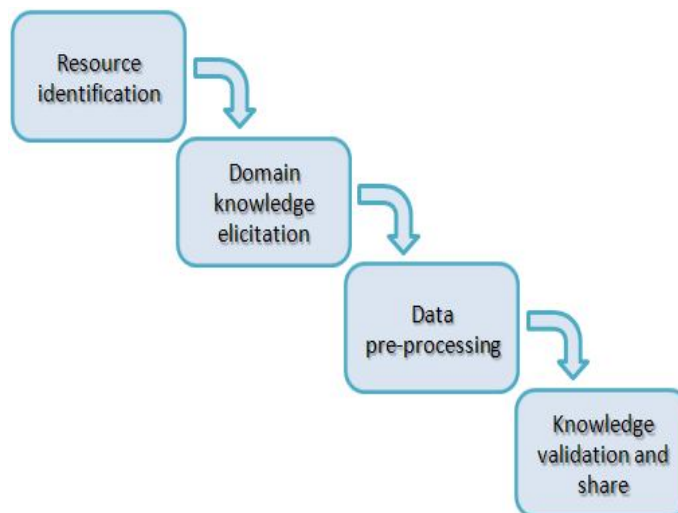 Resource
identification
Domain
knowledge
elicitation
Data
pre-processing
Knowledge
validation and
share